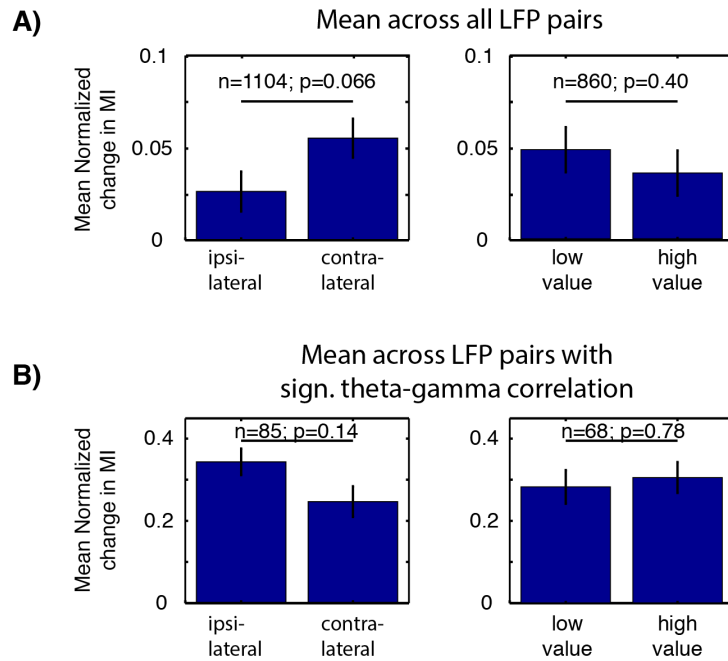 A)
Mean across all LFP pairs
Mean Normalized
change in MI
0.1
0.05
0
n=1104; p=0.066
ipsi-
lateral
contra-
lateral
0.1
0.05
0
n=860; p=0.40
low
value
high
value
B)
Mean across LFP pairs with
sign. theta-gamma correlation
Mean Normalized
change in MI
0.4
0.2
0
n=85; p=0.14
ipsi-
lateral
contra-
lateral
0.4
0.2
0
n=68; p=0.78
low
value
high
value